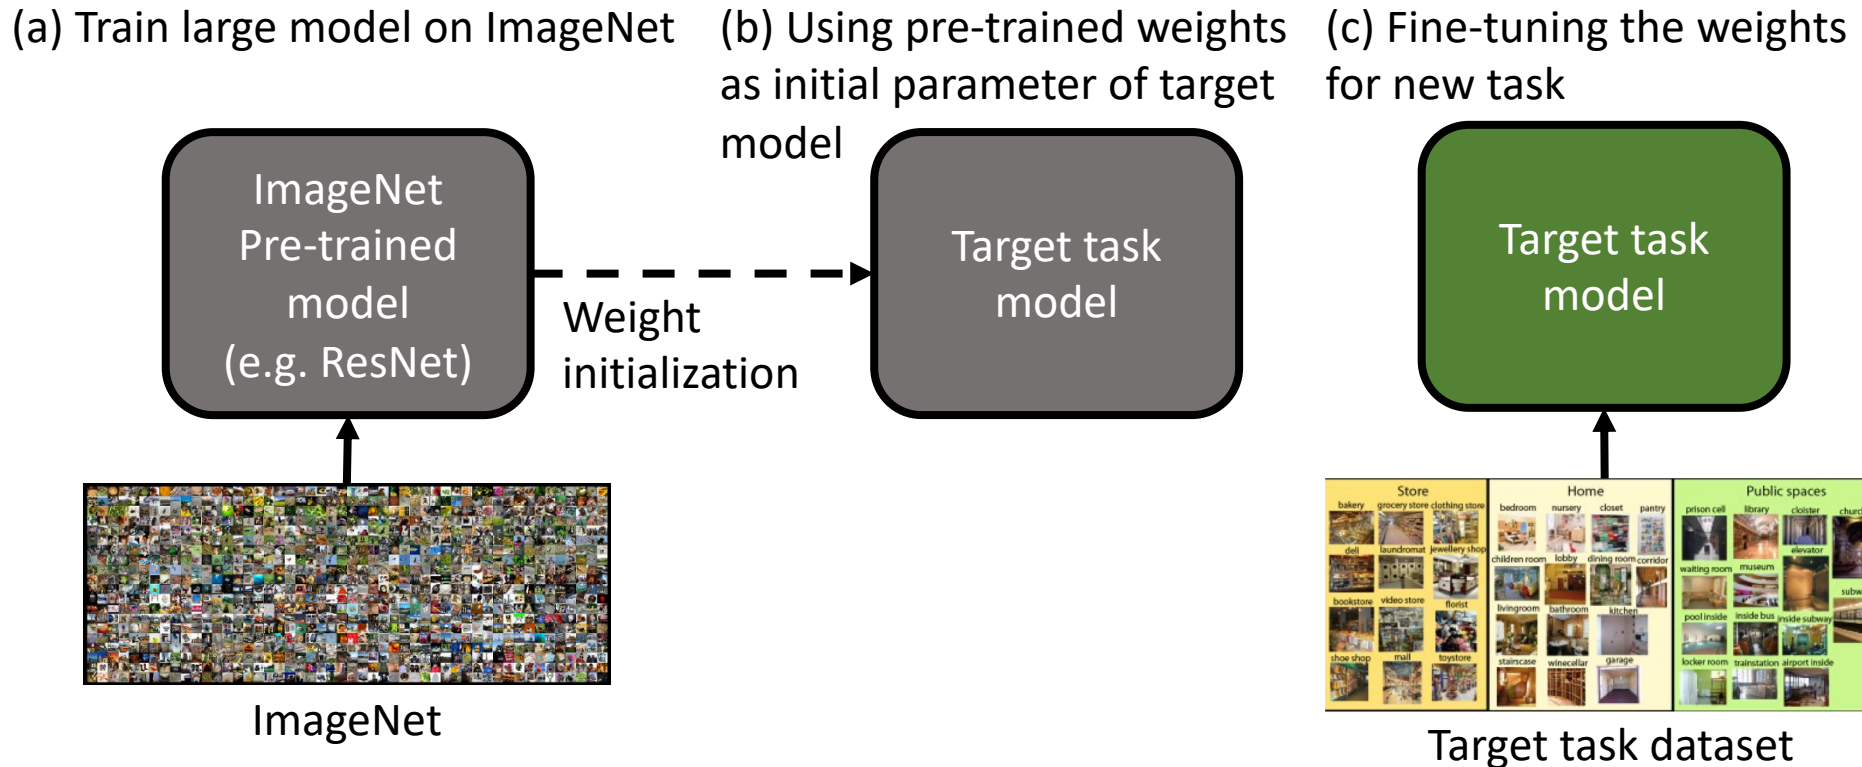 (a) Train large model on ImageNet
(b) Using pre-trained weights
as initial parameter of target
model
(c) Fine-tuning the weights
for new task
ImageNet
Pre-trained
model
(e.g. ResNet)
Weight
initialization
Target task
model
Target task
model
ImageNet
Store
bakery grocery store clothing store
deli laundromat jewellery shop
bookstore video store florist
shoe shop mall toystore
Home
bedroom nursery closet pantry
children room lobby dining room corridor
livingroom bathroom kitchen
stairscase winecellar garage
Public spaces
prison cell library cloister church
elevator
waiting room museum
subw
pool inside inside bus inside subway
locker room trainstation airport inside
Target task dataset